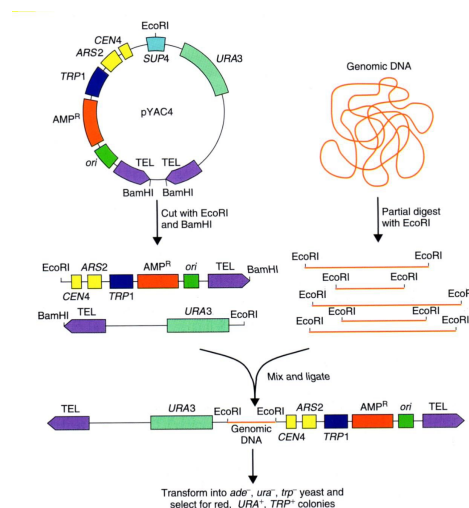 EcoRI
CEN4
ARS2
SUP4
URA3
TRP1
pYAC4
AMPR
ori
TEL TEL
BamHI BamHI
Genomic DNA
Cut with EcoRI
and BamHI
Partial digest
with EcoRI
EcoRI ARS2 AMPR ori TEL BamHI
CEN4 TRP1
BamHI TEL URA3 EcoRI
EcoRI EcoRI
EcoRI EcoRI
EcoRI EcoRI
EcoRI EcoRI
EcoRI EcoRI
Mix and ligate
TEL URA3 EcoRI EcoRI ARS2 AMPR ori TEL
Genomic
DNA
CEN4 TRP1
Transform into ade–, ura–, trp– yeast and
select for red, URA+, TRP+ colonies